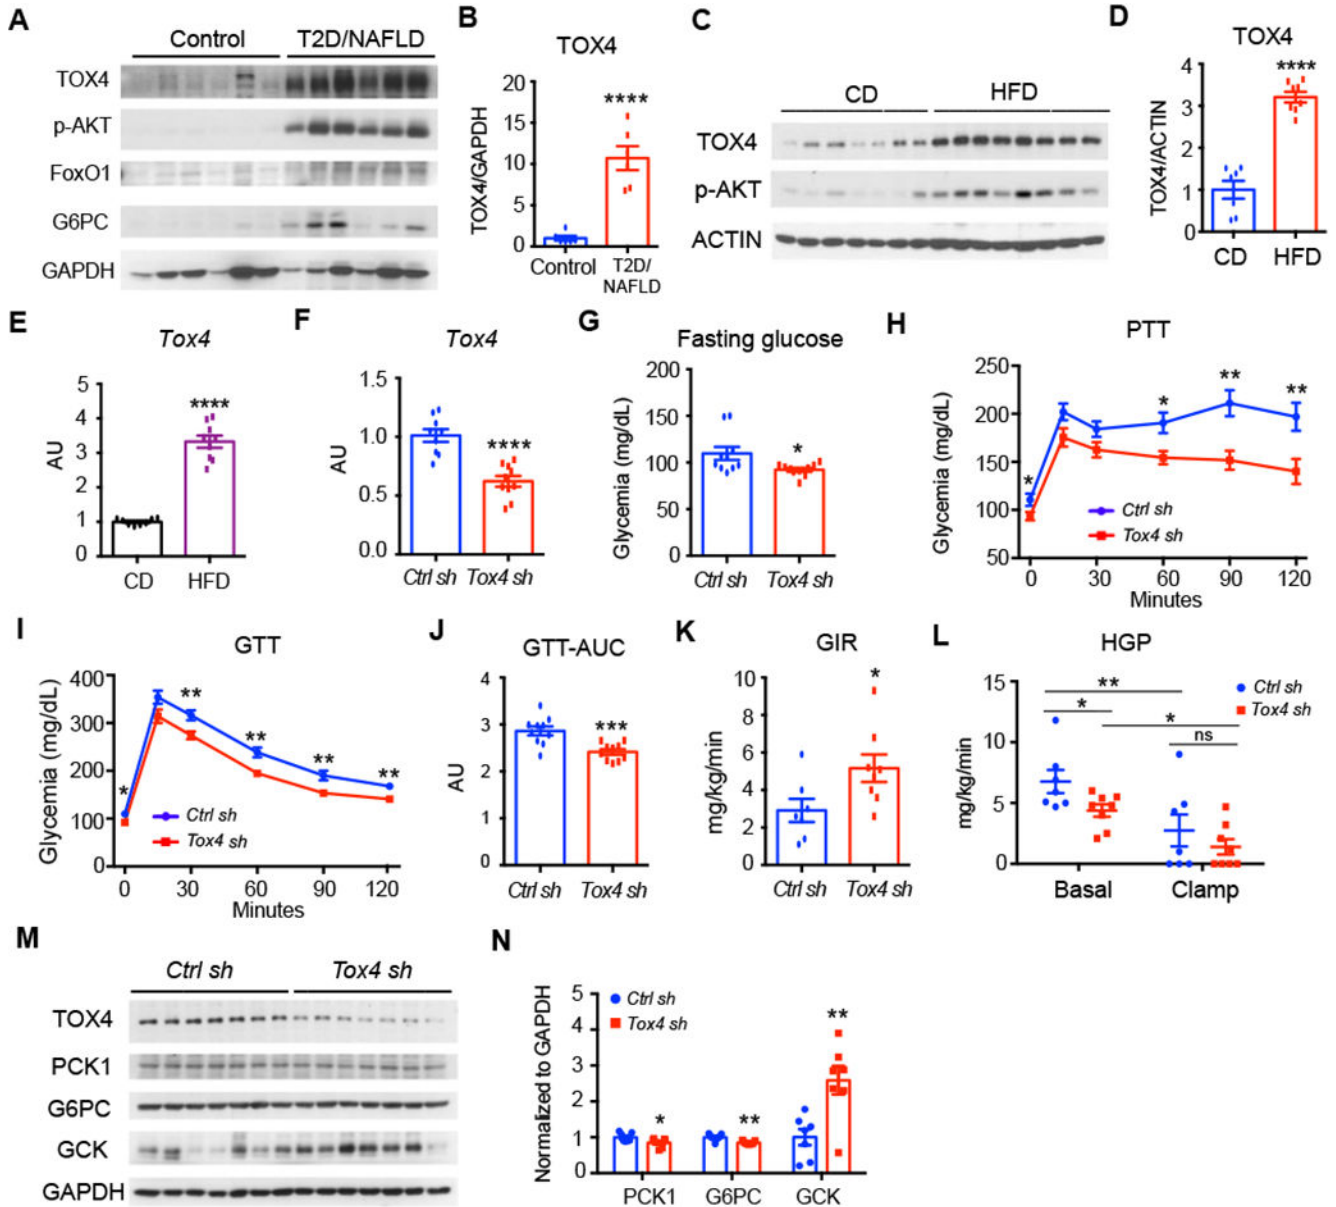 A
Control
T2D/NAFLD
TOX4
p-AKT
FoxO1
G6PC
GAPDH
B
TOX4
****
TOX4/GAPDH
20
15
10
5
0
Control
T2D/
NAFLD
C
CD
HFD
TOX4
p-AKT
ACTIN
D
TOX4
****
TOX4/ACTIN
4
3
2
1
0
CD
HFD
E
Tox4
****
AU
5
4
3
2
1
0
CD
HFD
F
Tox4
****
AU
1.5
1.0
0.5
0.0
Ctrl sh
Tox4 sh
G
Fasting glucose
*
Glycemia (mg/dL)
200
150
100
50
0
Ctrl sh
Tox4 sh
H
PTT
Glycemia (mg/dL)
250
200
150
100
50
*
*
**
**
Ctrl sh
Tox4 sh
0
30
60
90
120
Minutes
I
GTT
Glycemia (mg/dL)
400
300
200
100
0
*
**
**
**
**
Ctrl sh
Tox4 sh
0
30
60
90
120
Minutes
J
GTT-AUC
***
AU
4
3
2
1
0
Ctrl sh
Tox4 sh
K
GIR
*
mg/kg/min
10
8
6
4
2
0
Ctrl sh
Tox4 sh
L
HGP
mg/kg/min
15
10
5
0
**
*
*
ns
Ctrl sh
Tox4 sh
Basal
Clamp
M
Ctrl sh
Tox4 sh
TOX4
PCK1
G6PC
GCK
GAPDH
N
Normalized to GAPDH
5
4
3
2
1
0
Ctrl sh
Tox4 sh
*
**
**
PCK1
G6PC
GCK